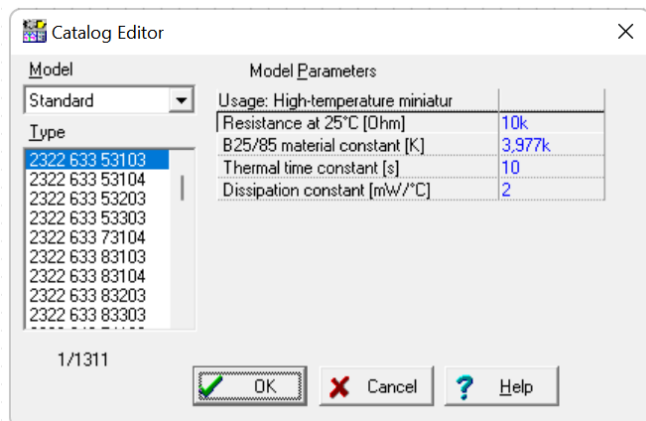 Catalog Editor
Model
Standard
Type
2322 633 53103
2322 633 53104
2322 633 53203
2322 633 53303
2322 633 73104
2322 633 83103
2322 633 83104
2322 633 83203
2322 633 83303
1/1311
Model Parameters
Usage: High-temperature miniatur
Resistance at 25°C [Ohm] 10k
B25/85 material constant [K] 3,977k
Thermal time constant [s] 10
Dissipation constant [mW/°C] 2
OK
Cancel
? Help